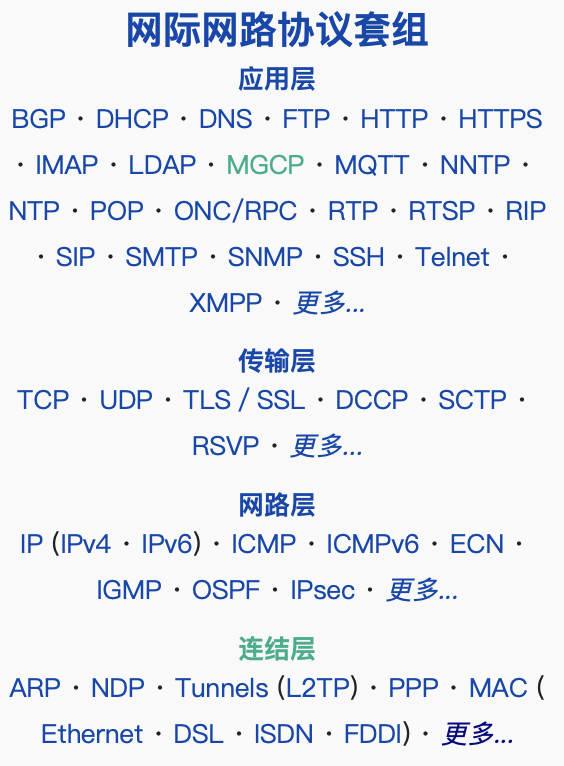 网际网路协议套组
应用层
BGP · DHCP · DNS · FTP · HTTP · HTTPS
· IMAP · LDAP · MGCP · MQTT · NNTP ·
NTP · POP · ONC/RPC · RTP · RTSP · RIP
· SIP · SMTP · SNMP · SSH · Telnet ·
XMPP · 更多...
传输层
TCP · UDP · TLS / SSL · DCCP · SCTP ·
RSVP · 更多...
网路层
IP (IPv4 · IPv6) · ICMP · ICMPv6 · ECN ·
IGMP · OSPF · IPsec · 更多...
连结层
ARP · NDP · Tunnels (L2TP) · PPP · MAC (
Ethernet · DSL · ISDN · FDDI) · 更多...